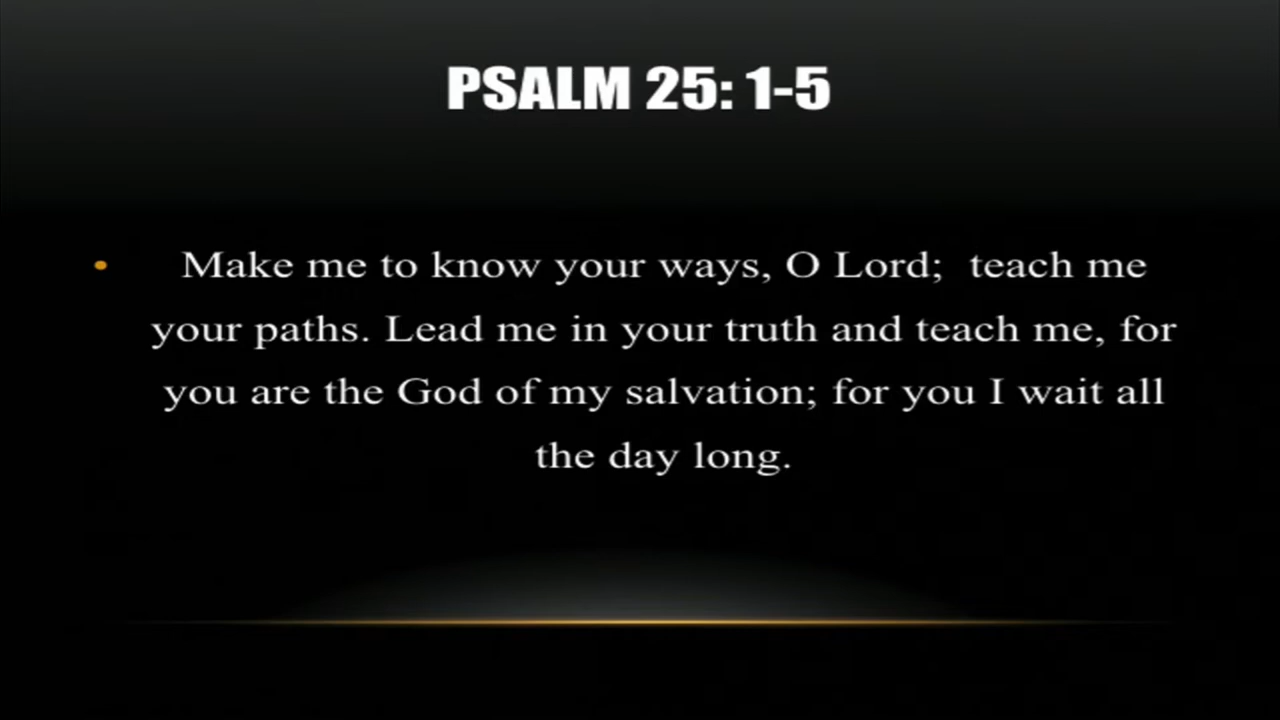 PSALM 25: 1-5
• Make me to know your ways, O Lord;  teach me
your paths. Lead me in your truth and teach me, for
you are the God of my salvation; for you I wait all
the day long.